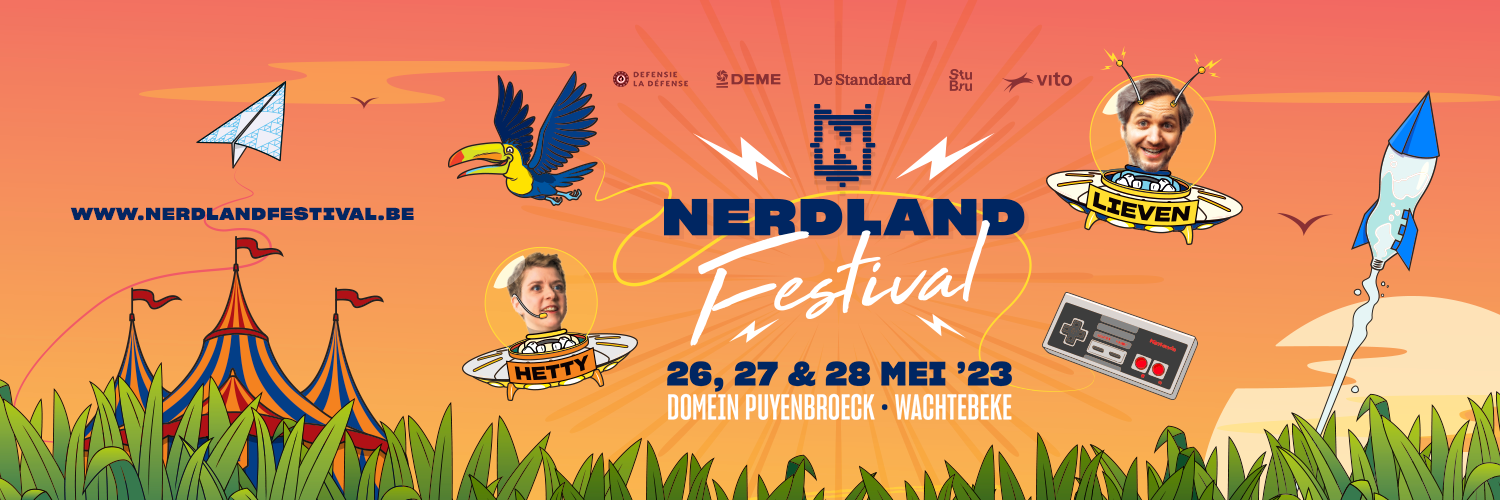 DEFENSIE
LA DÉFENSE
DEME
De Standaard
Stu
Bru
vito
N
WWW.NERDLANDFESTIVAL.BE
NERDLAND
Festival
LIEVEN
HETTY
Nintendo
26, 27 & 28 MEI ’23
DOMEIN PUYENBROECK • WACHTEBEKE